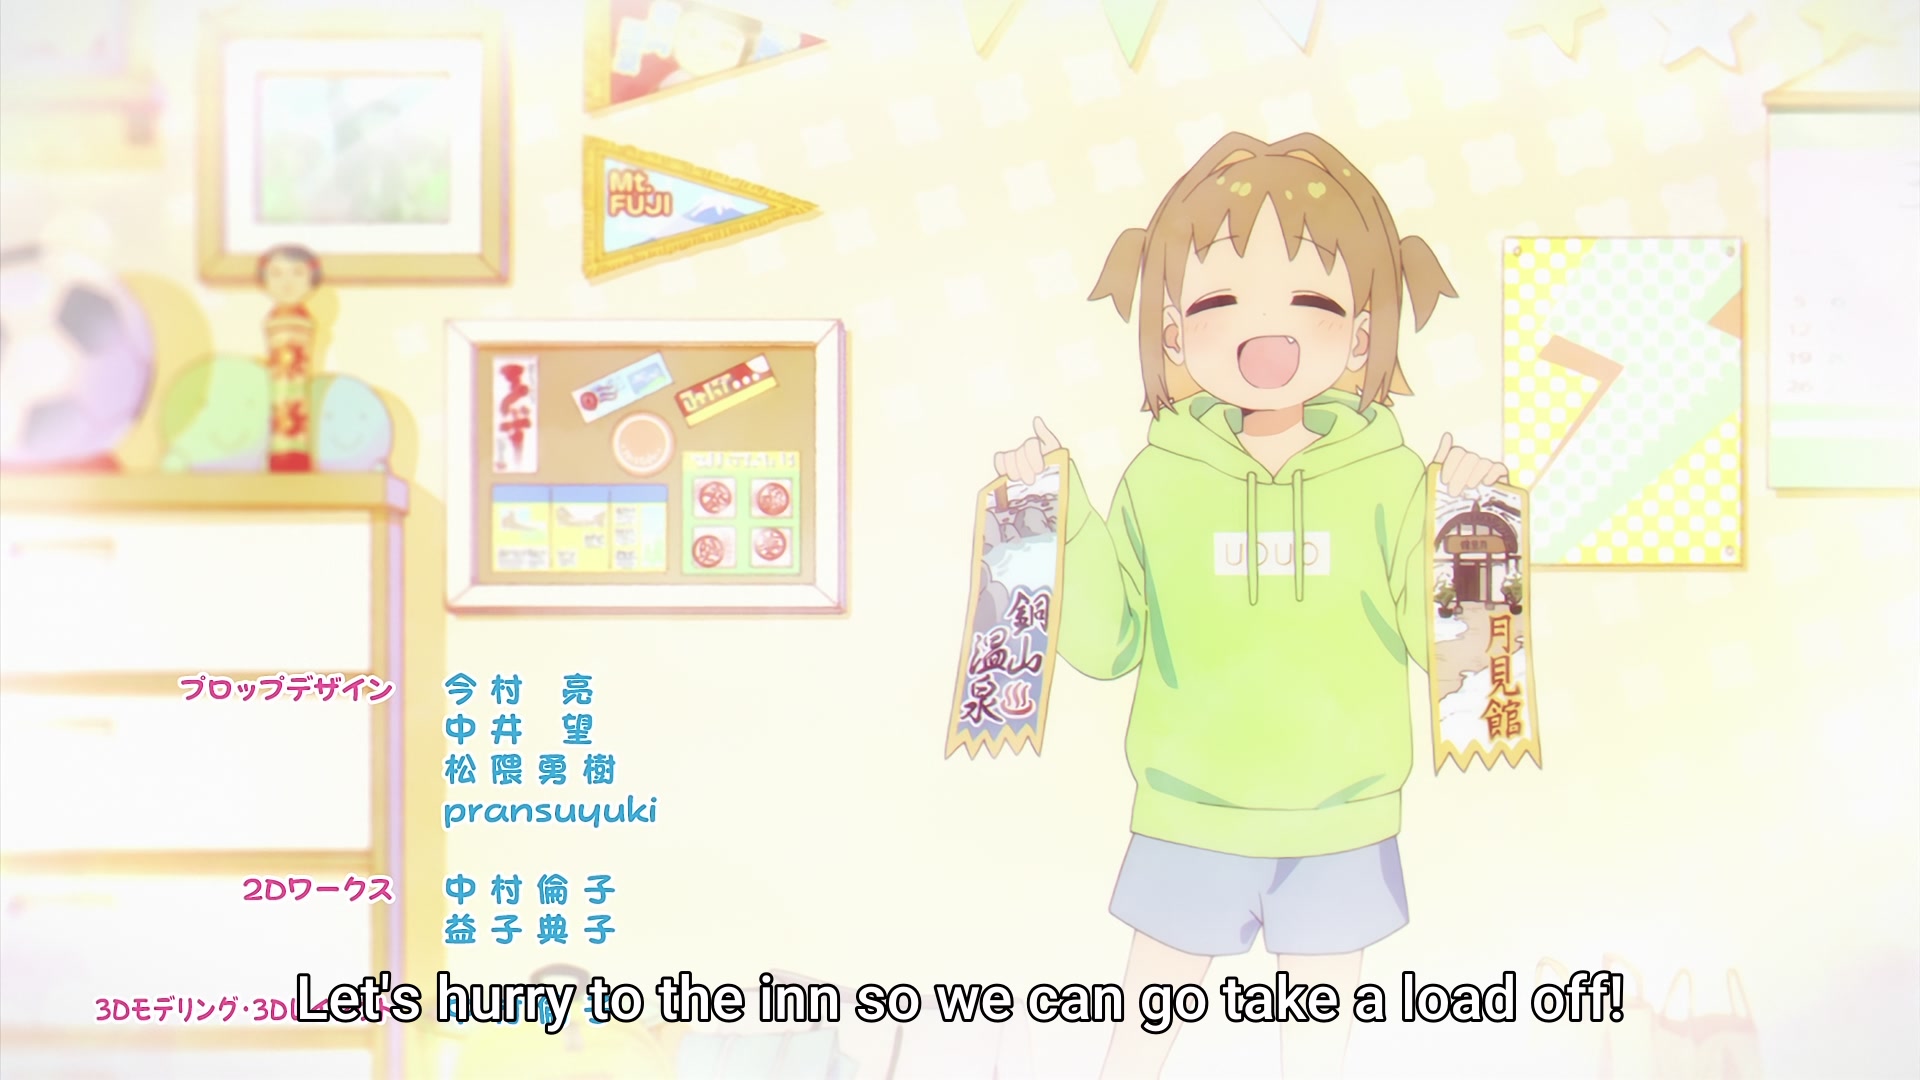 Mt.
FUJI
UOUO
銅山
温泉
月見館
プロップデザイン
今村 亮
中井 望
松隈勇樹
pransuyuki
2Dワークス
中村倫子
益子典子
Let's hurry to the inn so we can go take a load off!